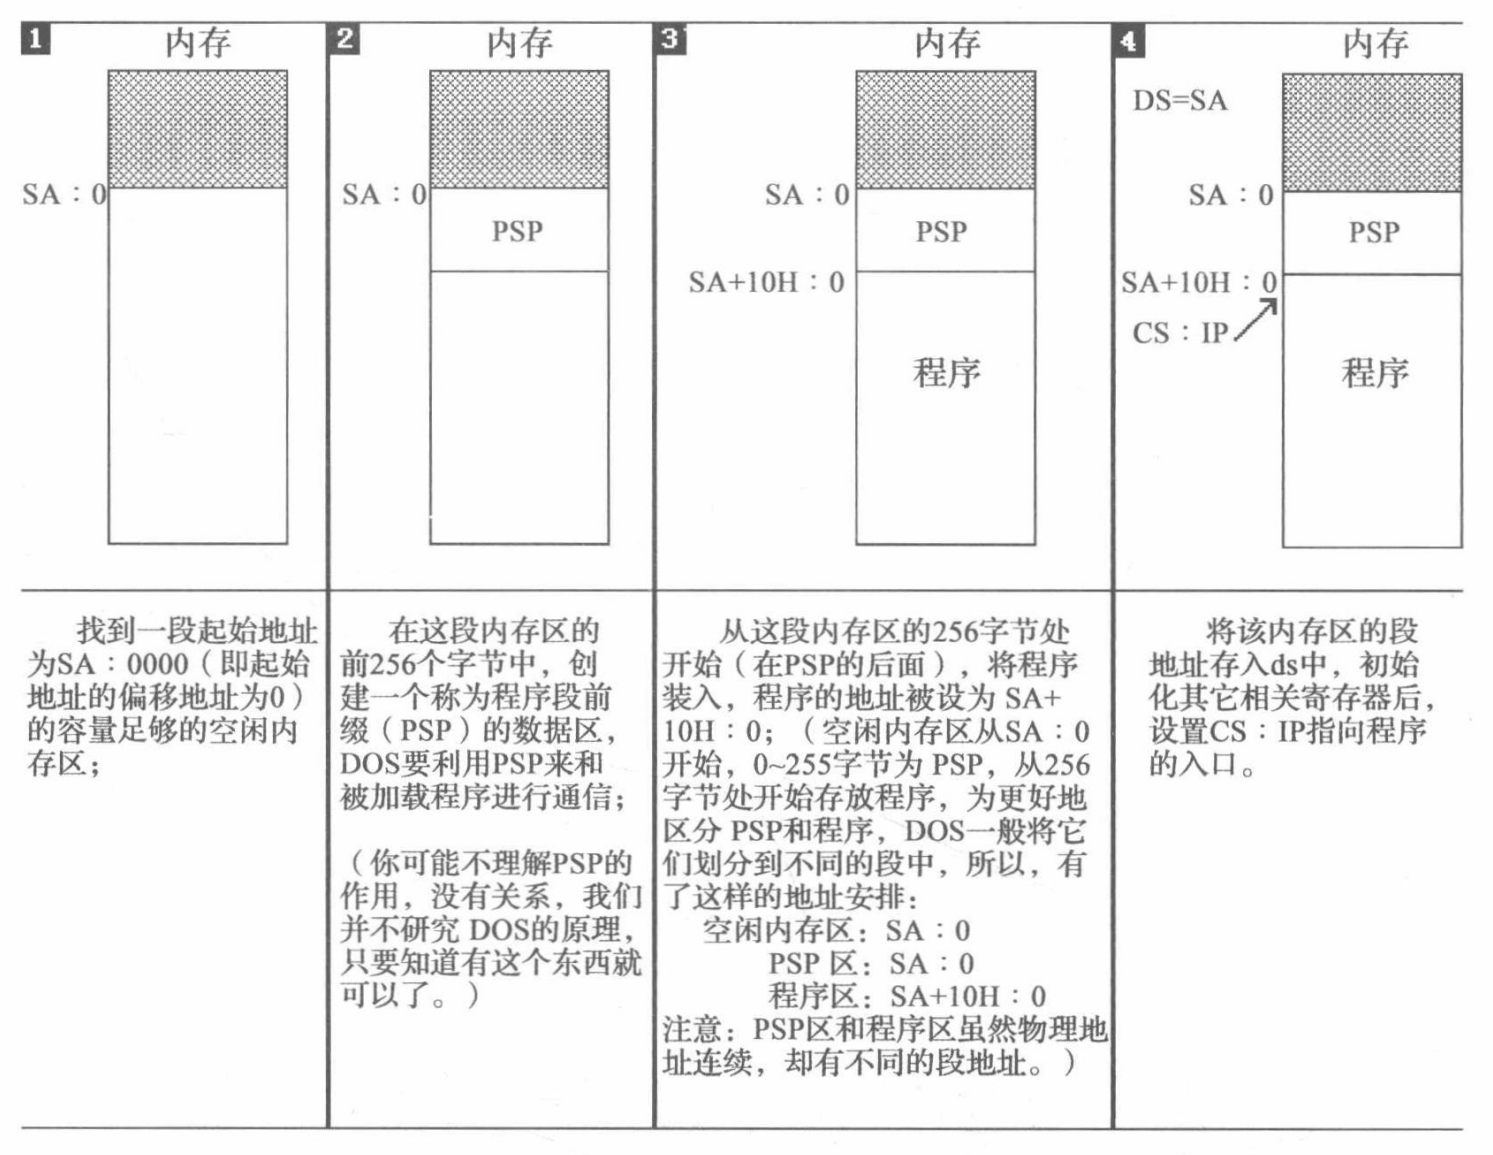 1
内存
SA：0
2
内存
SA：0
PSP
3
内存
SA：0
PSP
SA+10H：0
程序
4
内存
DS=SA
SA：0
PSP
SA+10H：0
CS：IP
程序
找到一段起始地址
为SA：0000（即起始
地址的偏移地址为0）
的容量足够的空闲内
存区；
在这段内存区的
前256个字节中，创
建一个称为程序段前
缀（PSP）的数据区，
DOS要利用PSP来和
被加载程序进行通信；
（你可能不理解PSP的
作用，没有关系，我们
并不研究 DOS的原理，
只要知道有这个东西就
可以了。）
从这段内存区的256字节处
开始（在PSP的后面），将程序
装入，程序的地址被设为 SA+
10H：0；（空闲内存区从SA：0
开始，0~255字节为 PSP，从256
字节处开始存放程序，为更好地
区分 PSP和程序，DOS一般将它
们划分到不同的段中，所以，有
了这样的地址安排：
空闲内存区：SA：0
PSP 区：SA：0
程序区：SA+10H：0
注意：PSP区和程序区虽然物理地
址连续，却有不同的段地址。）
将该内存区的段
地址存入ds中，初始
化其它相关寄存器后，
设置CS：IP指向程序
的入口。